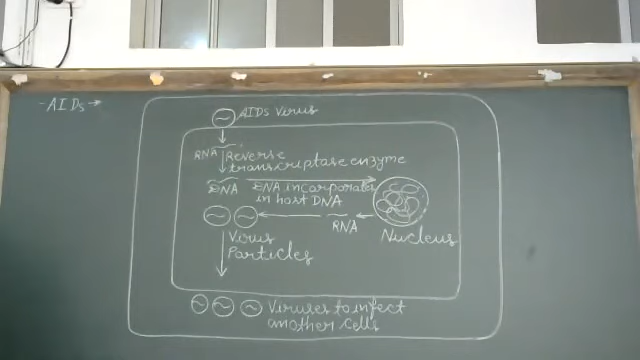 -AIDs→
AIDs Virus
RNA
Reverse
transcriptase enzyme
DNA
DNA incorporates
in host DNA
RNA
Nucleus
Virus
Particles
Viruses to infect
another cells